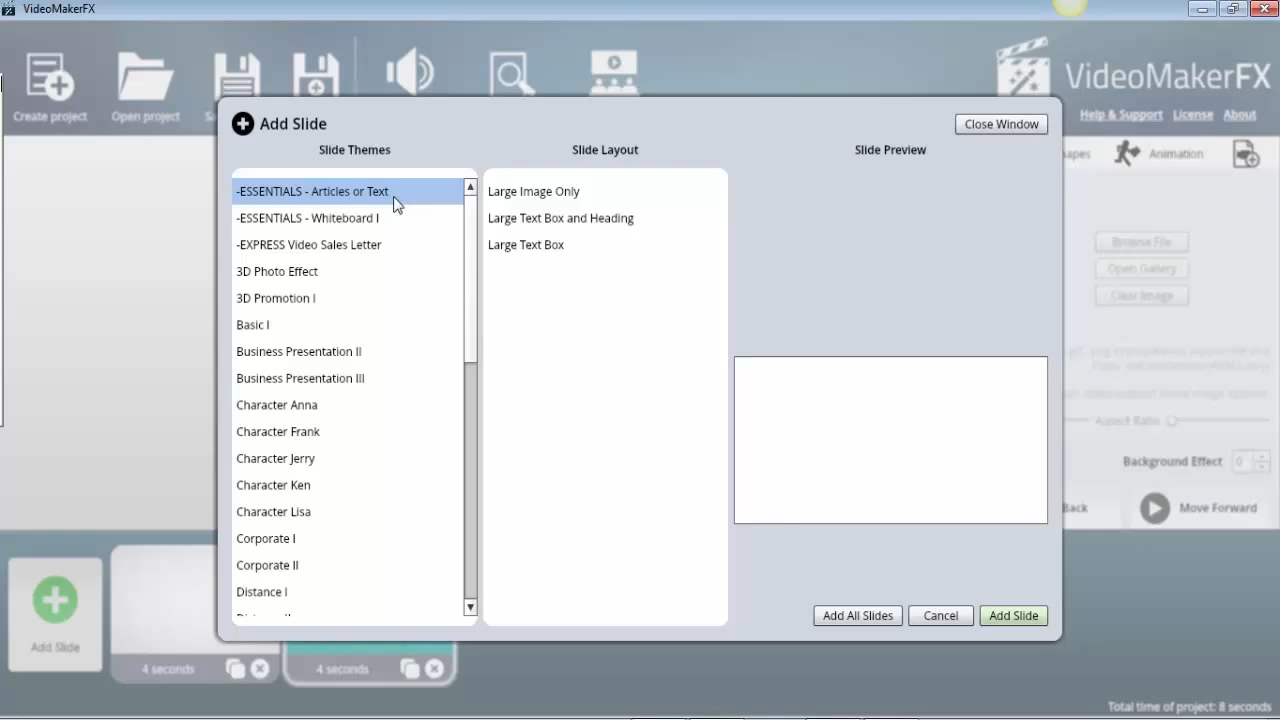 VideoMakerFX
Create project
Open project
VideoMakerFX
Help & Support License About
Add Slide
Close Window
Slide Themes
Slide Layout
Slide Preview
-ESSENTIALS - Articles or Text
-ESSENTIALS - Whiteboard I
-EXPRESS Video Sales Letter
3D Photo Effect
3D Promotion I
Basic I
Business Presentation II
Business Presentation III
Character Anna
Character Frank
Character Jerry
Character Ken
Character Lisa
Corporate I
Corporate II
Distance I
Large Image Only
Large Text Box and Heading
Large Text Box
Add All Slides
Cancel
Add Slide
apes
Animation
Browse File
Open Gallery
Clear Image
Aspect Ratio
Background Effect 0
Back
Move Forward
Add Slide
4 seconds
4 seconds
Total time of project: 8 seconds